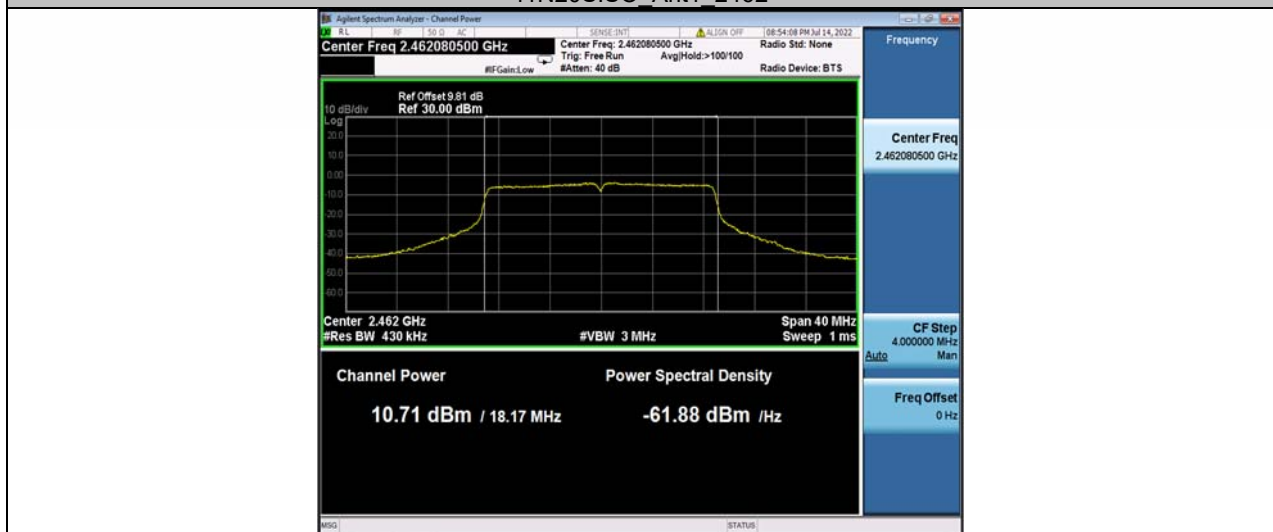 HT20SISO_Ant1_2462
Agilent Spectrum Analyzer - Channel Power
RL RF 50 Ω AC SENSE:INT ALIGN OFF 08:54:08 PM Jul 14, 2022
Center Freq 2.462080500 GHz
Center Freq: 2.462080500 GHz
Radio Std: None
Trig: Free Run Avg|Hold:>100/100
#IFGain:Low
#Atten: 40 dB
Radio Device: BTS
Ref Offset 9.81 dB
10 dB/div Ref 30.00 dBm
Log
20.0
10.0
0.00
-10.0
-20.0
-30.0
-40.0
-50.0
-60.0
Center 2.462 GHz
Span 40 MHz
#Res BW 430 kHz
#VBW 3 MHz
Sweep 1 ms
Channel Power
Power Spectral Density
10.71 dBm / 18.17 MHz
-61.88 dBm /Hz
MSG
STATUS
Frequency
Center Freq
2.462080500 GHz
CF Step
4.000000 MHz
Auto Man
Freq Offset
0 Hz